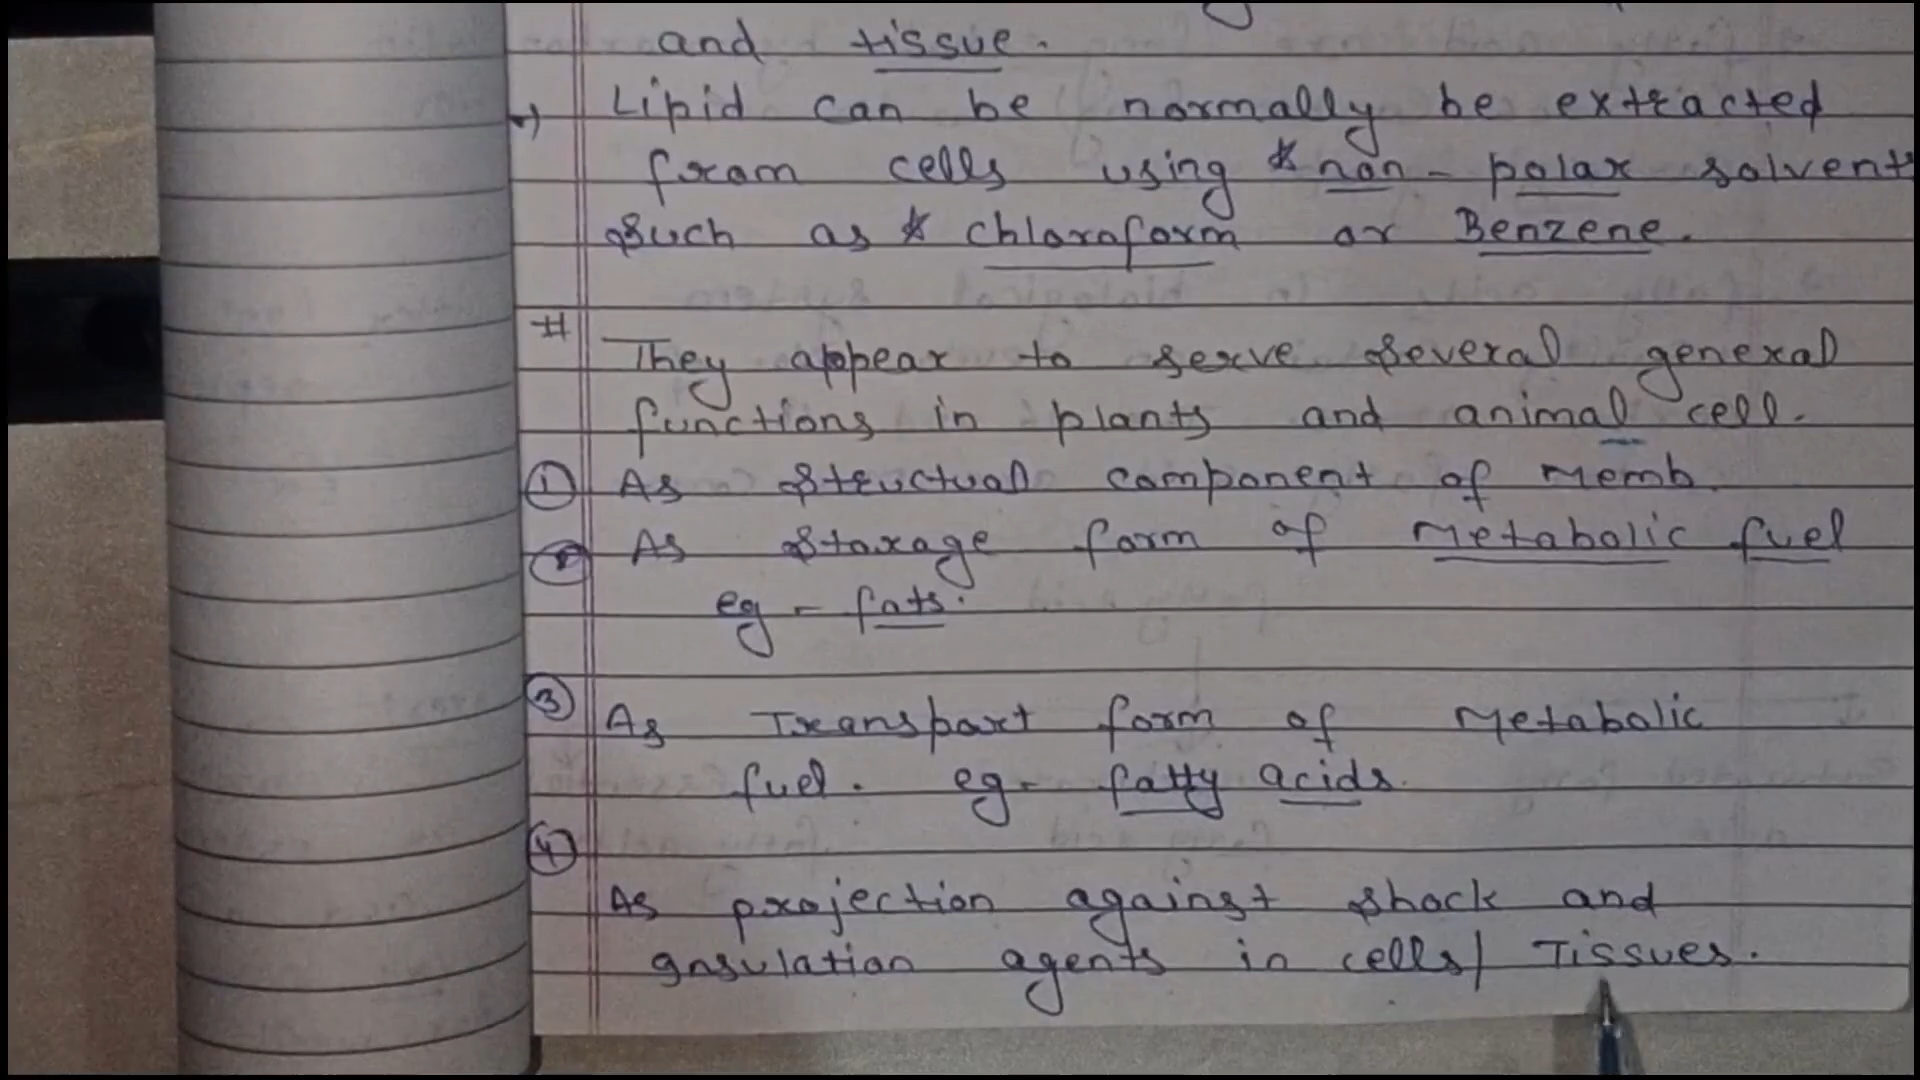 and tissue.
→ Lipid can be normally be extracted
from cells using * non - polar solvent
such as * chloroform or Benzene.
# They appear to serve several general
functions in plants and animal cell.
① As Structual component of Memb.
② As Storage form of Metabolic fuel
eg - fats.
③ As Transport form of Metabolic
fuel. eg - fatty acids.
④
As projection against shock and
insulation agents in cells/ Tissues.